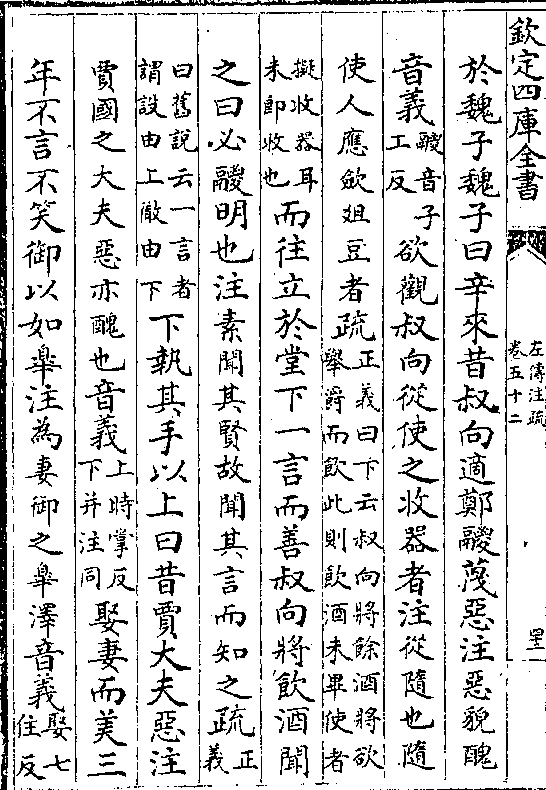 欽定四庫全書
左傳注疏
卷五十二
於魏子魏子曰辛來昔叔向適鄭鬷蔑惡注惡貌醜
音義鬷音子工反欲觀叔向從使之收器者注從隨也隨
使人應斂俎豆者疏正義曰下云叔向將餘酒將欲舉爵而飲此則飲酒未畢使者
擬收器耳未即收也而往立於堂下一言而善叔向將飲酒聞
之曰必鬷明也注素聞其賢故聞其言而知之疏正義
曰舊說云一言者謂設由上徹由下下執其手以上曰昔賈大夫惡注
賈國之大夫惡亦醜也音義上時掌反下并注同娶妻而美三
年不言不笑御以如皋注為妻御之皋澤音義娶七住反